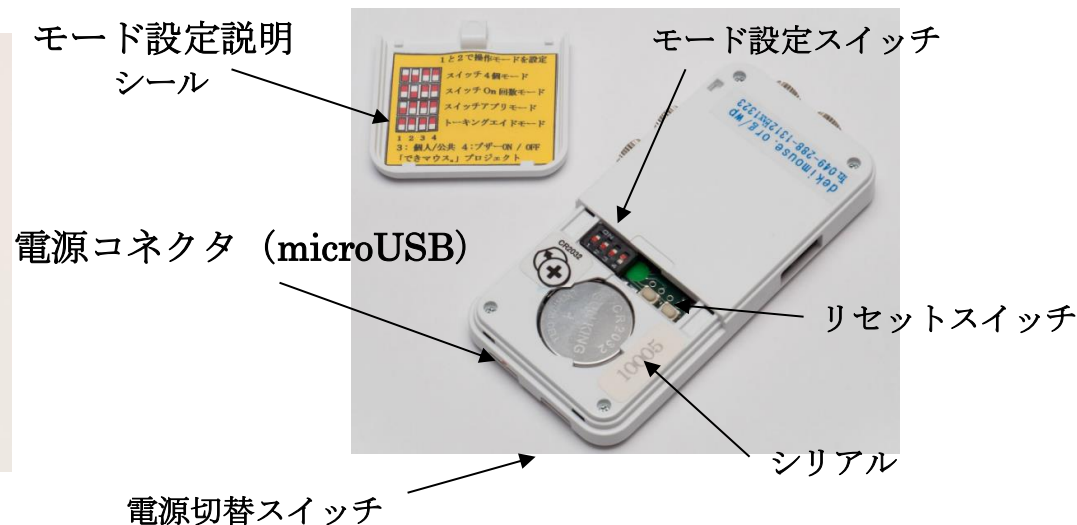 モード設定説明
シール
モード設定スイッチ
1と2で操作モードを設定
スイッチ4個モード
スイッチOn回数モード
スイッチアプリモード
トーキングエイドモード
1 2 3 4
3：個人/公共 4：ブザーON / OFF
「できマウス。」プロジェクト
dekimouse.org/wp
電源コネクタ（microUSB）
ON
CR2032
CR2032
10005
リセットスイッチ
シリアル
電源切替スイッチ